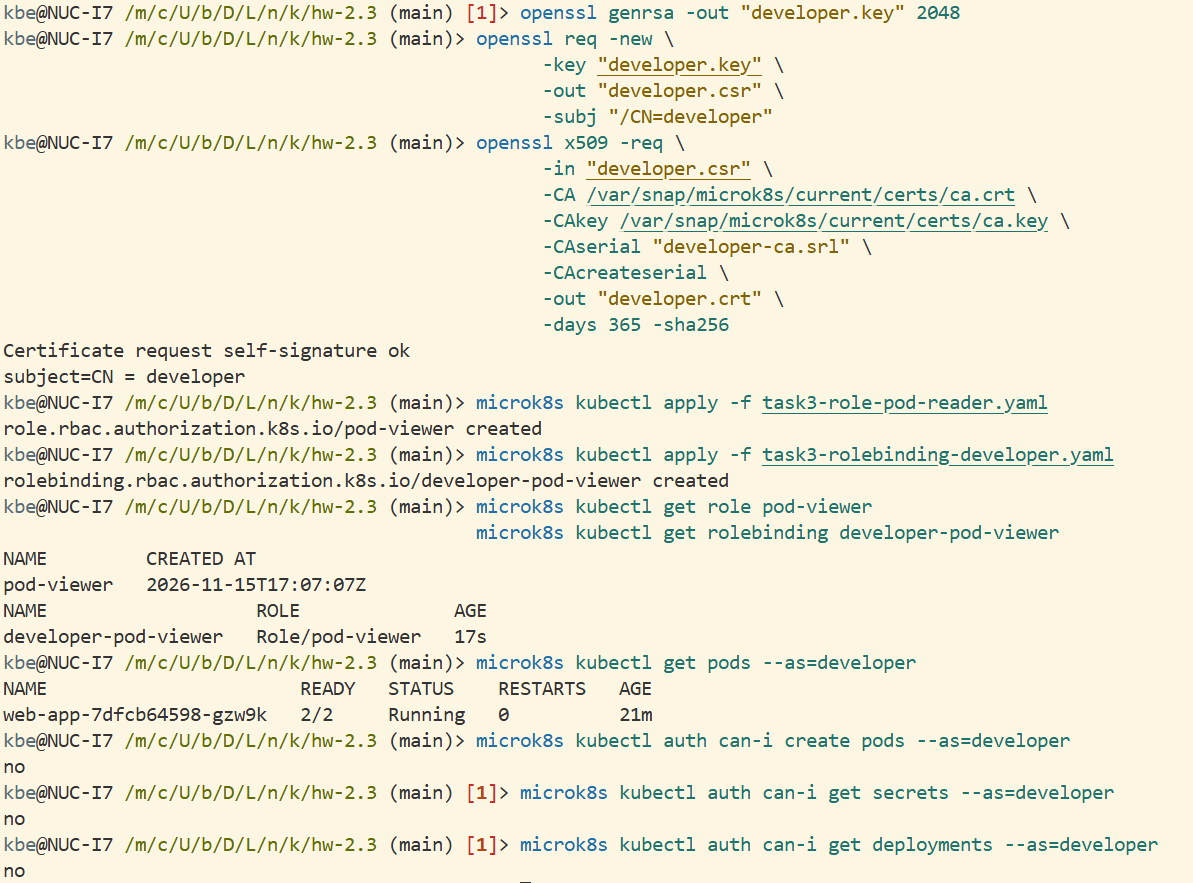 kbe@NUC-I7 /m/c/U/b/D/L/n/k/hw-2.3 (main) [1]> openssl genrsa -out "developer.key" 2048
kbe@NUC-I7 /m/c/U/b/D/L/n/k/hw-2.3 (main)> openssl req -new \
-key "developer.key" \
-out "developer.csr" \
-subj "/CN=developer"
kbe@NUC-I7 /m/c/U/b/D/L/n/k/hw-2.3 (main)> openssl x509 -req \
-in "developer.csr" \
-CA /var/snap/microk8s/current/certs/ca.crt \
-CAkey /var/snap/microk8s/current/certs/ca.key \
-CAserial "developer-ca.srl" \
-CAcreateserial \
-out "developer.crt" \
-days 365 -sha256
Certificate request self-signature ok
subject=CN = developer
kbe@NUC-I7 /m/c/U/b/D/L/n/k/hw-2.3 (main)> microk8s kubectl apply -f task3-role-pod-reader.yaml
role.rbac.authorization.k8s.io/pod-viewer created
kbe@NUC-I7 /m/c/U/b/D/L/n/k/hw-2.3 (main)> microk8s kubectl apply -f task3-rolebinding-developer.yaml
rolebinding.rbac.authorization.k8s.io/developer-pod-viewer created
kbe@NUC-I7 /m/c/U/b/D/L/n/k/hw-2.3 (main)> microk8s kubectl get role pod-viewer
microk8s kubectl get rolebinding developer-pod-viewer
NAME CREATED AT
pod-viewer 2026-11-15T17:07:07Z
NAME ROLE AGE
developer-pod-viewer Role/pod-viewer 17s
kbe@NUC-I7 /m/c/U/b/D/L/n/k/hw-2.3 (main)> microk8s kubectl get pods --as=developer
NAME READY STATUS RESTARTS AGE
web-app-7dfcb64598-gzw9k 2/2 Running 0 21m
kbe@NUC-I7 /m/c/U/b/D/L/n/k/hw-2.3 (main)> microk8s kubectl auth can-i create pods --as=developer
no
kbe@NUC-I7 /m/c/U/b/D/L/n/k/hw-2.3 (main) [1]> microk8s kubectl auth can-i get secrets --as=developer
no
kbe@NUC-I7 /m/c/U/b/D/L/n/k/hw-2.3 (main) [1]> microk8s kubectl auth can-i get deployments --as=developer
no